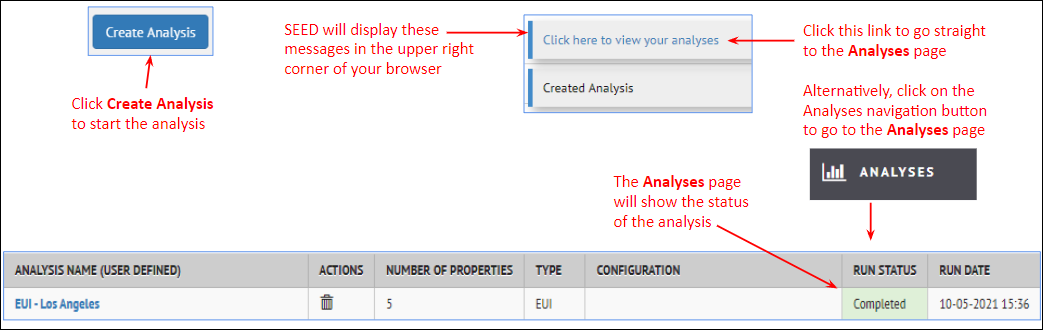 Create Analysis
Click Create Analysis
to start the analysis
SEED will display these
messages in the upper right
corner of your browser
Click here to view your analyses
Created Analysis
Click this link to go straight
to the Analyses page
Alternatively, click on the
Analyses navigation button
to go to the Analyses page
ANALYSES
The Analyses page
will show the status
of the analysis
ANALYSIS NAME (USER DEFINED) ACTIONS NUMBER OF PROPERTIES TYPE CONFIGURATION RUN STATUS RUN DATE
EUI - Los Angeles 5 EUI Completed 10-05-2021 15:36